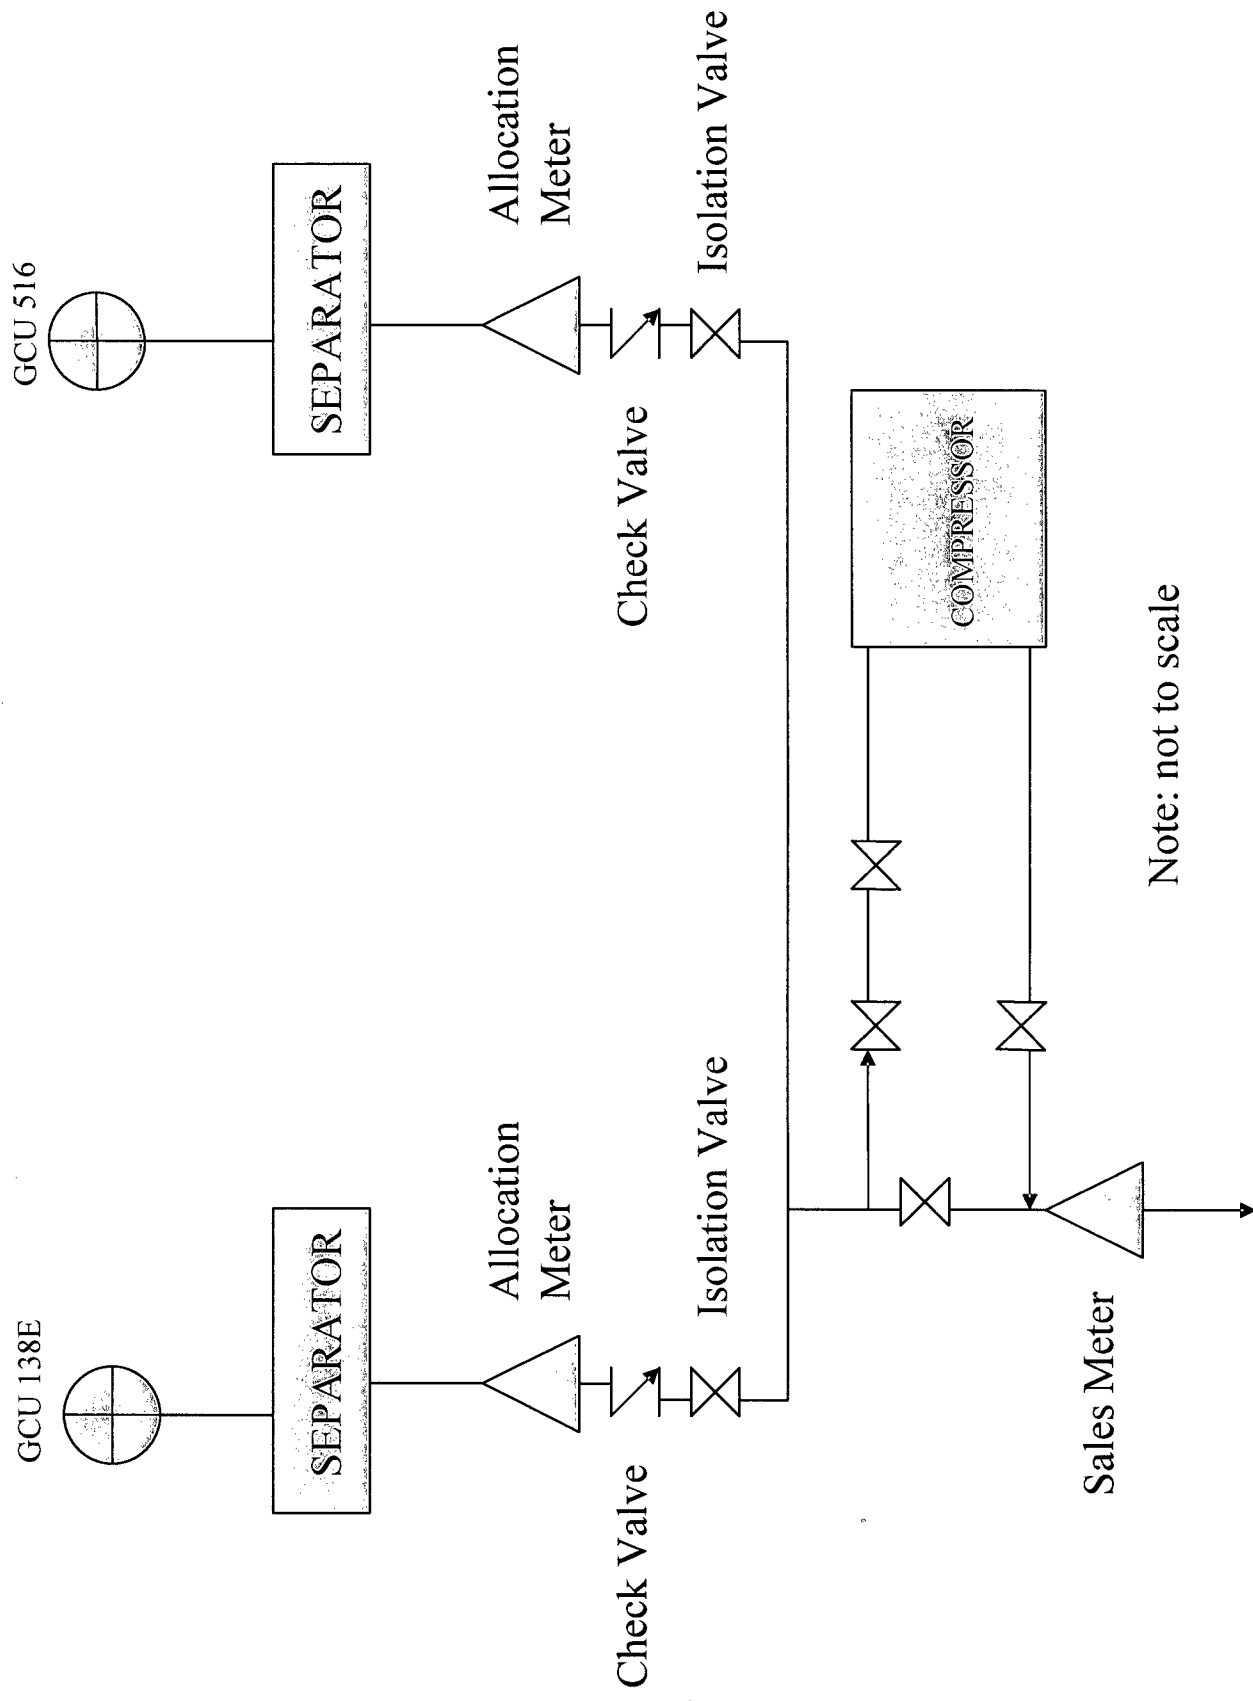 GCU 138E
GCU 516
SEPARATOR
SEPARATOR
Allocation
Meter
Allocation
Meter
Check Valve
Check Valve
Isolation Valve
Isolation Valve
COMPRESSOR
Sales Meter
Note: not to scale